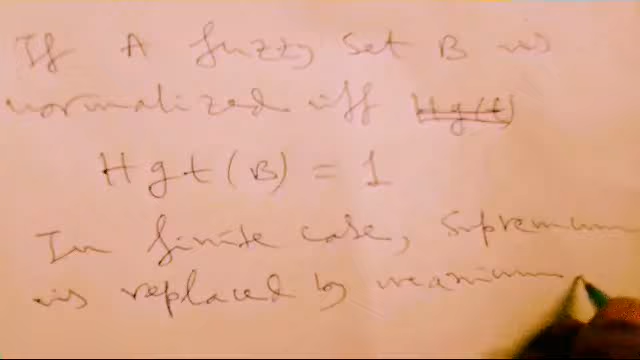 If A fuzzy set B is
normalized iff Hgt(
Hgt(B) = 1
In finite case, supremum
is replaced by maximum